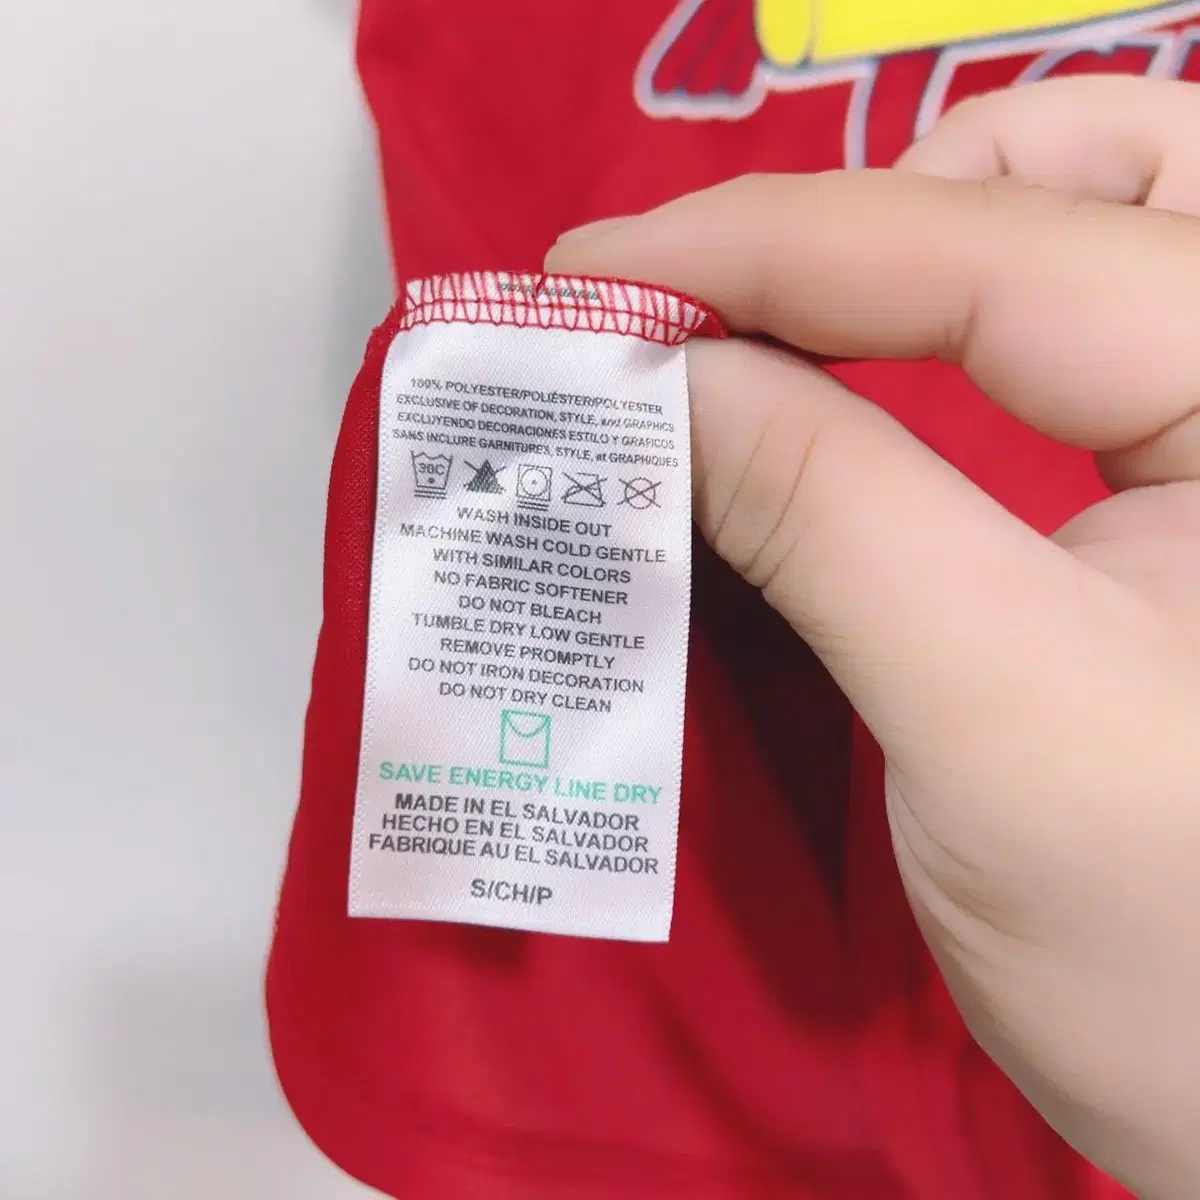 100% POLYESTER/POLIÉSTER/POLYESTER
EXCLUSIVE OF DECORATION, STYLE, and GRAPHICS
EXCLUYENDO DECORACIONES ESTILO Y GRAFICOS
SANS INCLURE GARNITURES, STYLE, et GRAPHIQUES
30C
WASH INSIDE OUT
MACHINE WASH COLD GENTLE
WITH SIMILAR COLORS
NO FABRIC SOFTENER
DO NOT BLEACH
TUMBLE DRY LOW GENTLE
REMOVE PROMPTLY
DO NOT IRON DECORATION
DO NOT DRY CLEAN
SAVE ENERGY LINE DRY
MADE IN EL SALVADOR
HECHO EN EL SALVADOR
FABRIQUE AU EL SALVADOR
S/CH/P